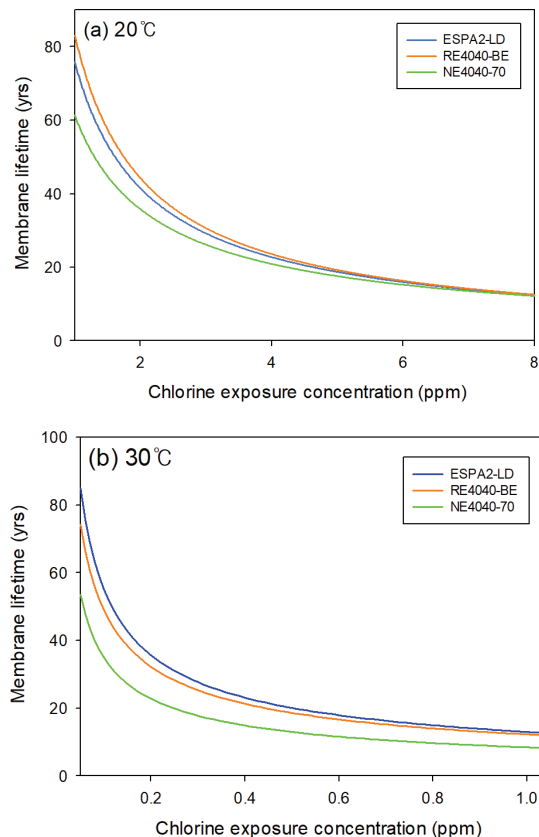 (a) 20℃
ESPA2-LD
RE4040-BE
NE4040-70
Membrane lifetime (yrs)
80
60
40
20
0
2 4 6 8
Chlorine exposure concentration (ppm)
(b) 30℃
ESPA2-LD
RE4040-BE
NE4040-70
Membrane lifetime (yrs)
100
80
60
40
20
0
0.2 0.4 0.6 0.8 1.0
Chlorine exposure concentration (ppm)